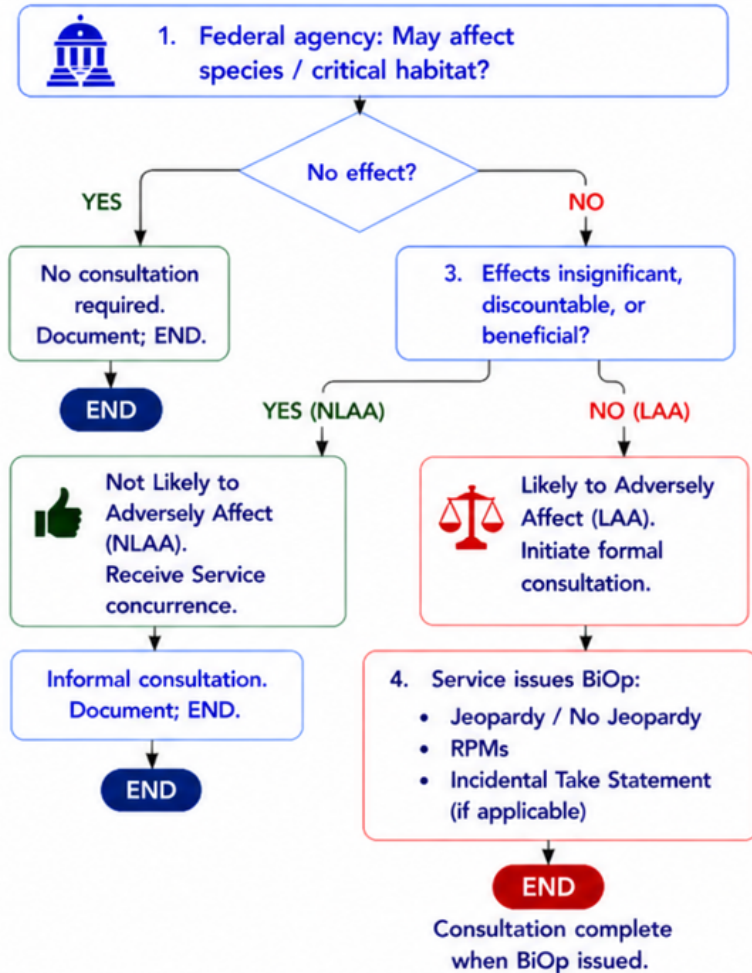 1. Federal agency: May affect
species / critical habitat?
No effect?
YES
NO
No consultation
required.
Document; END.
3. Effects insignificant,
discountable, or
beneficial?
END
YES (NLAA)
NO (LAA)
Not Likely to
Adversely Affect
(NLAA).
Receive Service
concurrence.
Likely to Adversely
Affect (LAA).
Initiate formal
consultation.
Informal consultation.
Document; END.
END
4. Service issues BiOp:
• Jeopardy / No Jeopardy
• RPMs
• Incidental Take Statement
(if applicable)
END
Consultation complete
when BiOp issued.